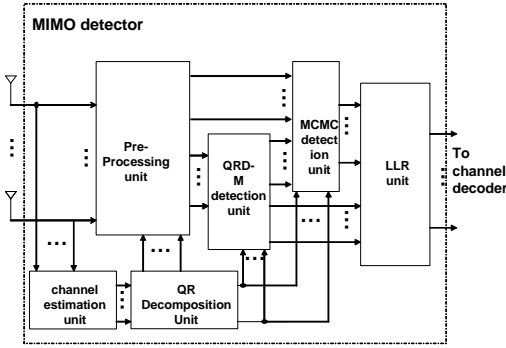 MIMO detector
Pre-
Processing
unit
MCMC
detect
ion
unit
QRD-
M
detection
unit
LLR
unit
To
channel
decoder
channel
estimation
unit
QR
Decomposition
Unit